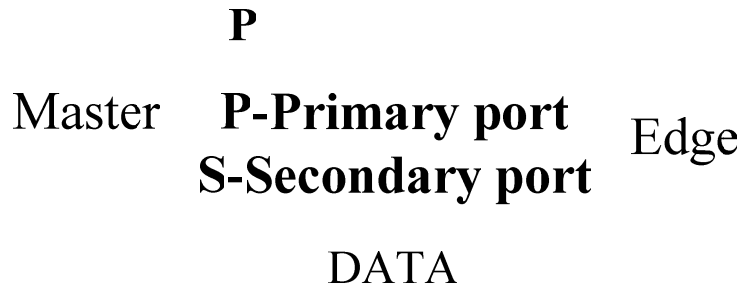 P
Master
P-Primary port
S-Secondary port
Edge
DATA